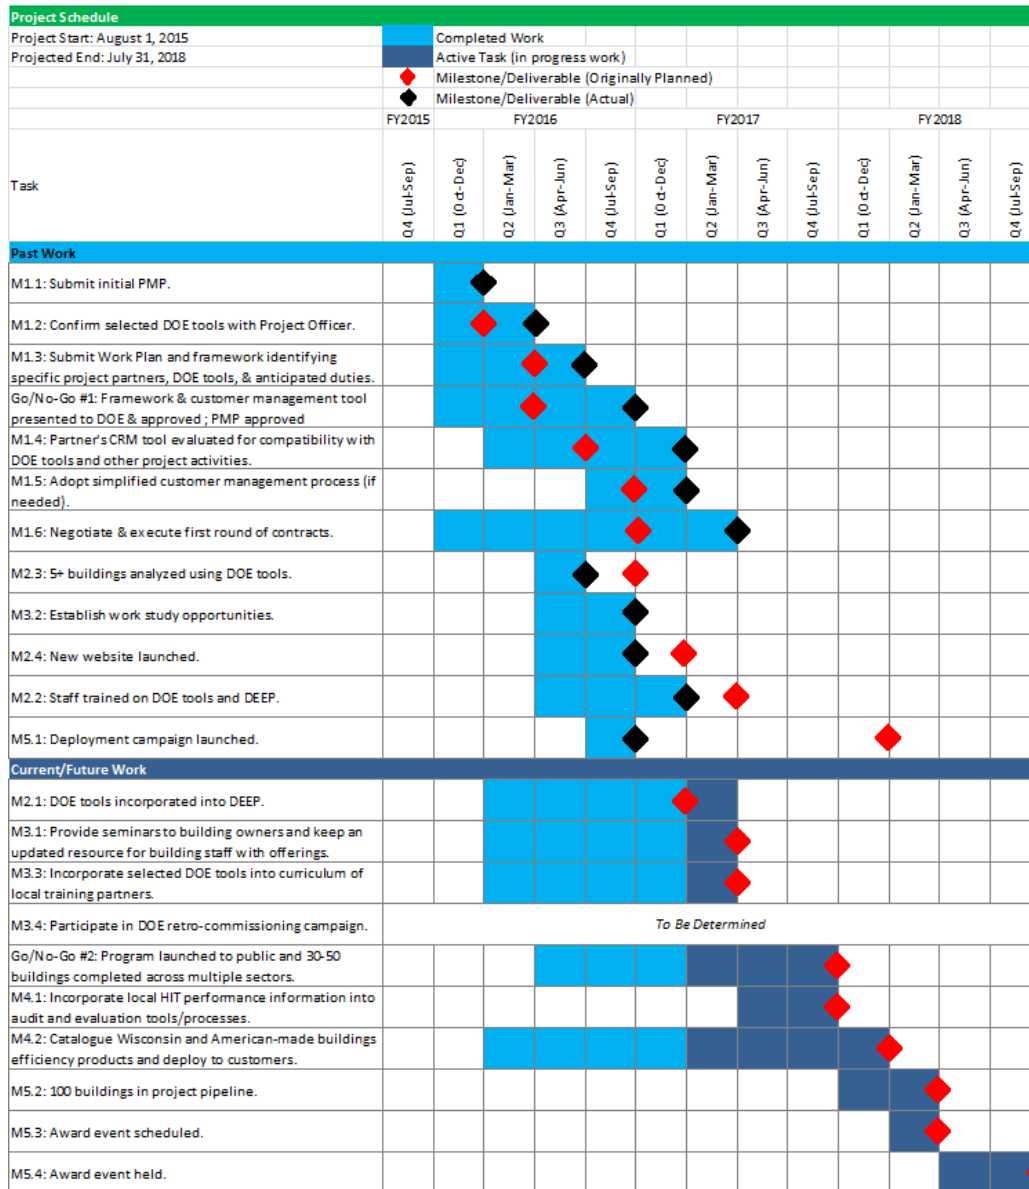 Project Schedule
Project Start: August 1, 2015
Completed Work
Projected End: July 31, 2018
Active Task (in progress work)
Milestone/Deliverable (Originally Planned)
Milestone/Deliverable (Actual)
FY2015
FY2016
FY2017
FY2018
Task
Q4 (Jul-Sep)
Q1 (Oct-Dec)
Q2 (Jan-Mar)
Q3 (Apr-Jun)
Q4 (Jul-Sep)
Q1 (Oct-Dec)
Q2 (Jan-Mar)
Q3 (Apr-Jun)
Q4 (Jul-Sep)
Q1 (Oct-Dec)
Q2 (Jan-Mar)
Q3 (Apr-Jun)
Q4 (Jul-Sep)
Past Work
M1.1: Submit initial PMP.
M1.2: Confirm selected DOE tools with Project Officer.
M1.3: Submit Work Plan and framework identifying
specific project partners, DOE tools, & anticipated duties.
Go/No-Go #1: Framework & customer management tool
presented to DOE & approved ; PMP approved
M1.4: Partner's CRM tool evaluated for compatibility with
DOE tools and other project activities.
M1.5: Adopt simplified customer management process (if
needed).
M1.6: Negotiate & execute first round of contracts.
M2.3: 5+ buildings analyzed using DOE tools.
M3.2: Establish work study opportunities.
M2.4: New website launched.
M2.2: Staff trained on DOE tools and DEEP.
M5.1: Deployment campaign launched.
Current/Future Work
M2.1: DOE tools incorporated into DEEP.
M3.1: Provide seminars to building owners and keep an
updated resource for building staff with offerings.
M3.3: Incorporate selected DOE tools into curriculum of
local training partners.
M3.4: Participate in DOE retro-commissioning campaign.
To Be Determined
Go/No-Go #2: Program launched to public and 30-50
buildings completed across multiple sectors.
M4.1: Incorporate local HIT performance information into
audit and evaluation tools/processes.
M4.2: Catalogue Wisconsin and American-made buildings
efficiency products and deploy to customers.
M5.2: 100 buildings in project pipeline.
M5.3: Award event scheduled.
M5.4: Award event held.